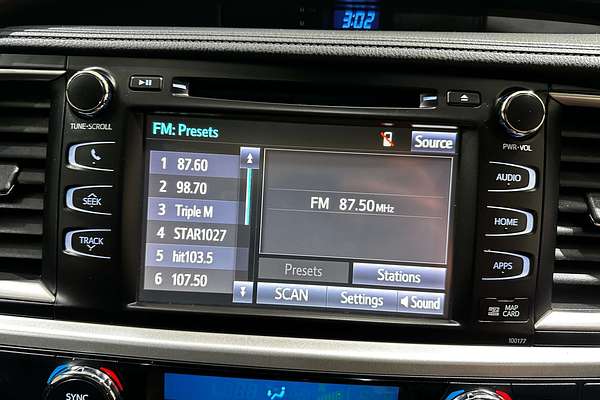 3:02
TUNE•SCROLL
PWR•VOL
FM: Presets
Source
1 87.60
2 98.70
3 Triple M
4 STAR1027
5 hit103.5
6 107.50
FM 87.50MHz
Presets
Stations
SCAN
Settings
Sound
SEEK
TRACK
AUDIO
HOME
APPS
MAP
CARD
100177
SYNC